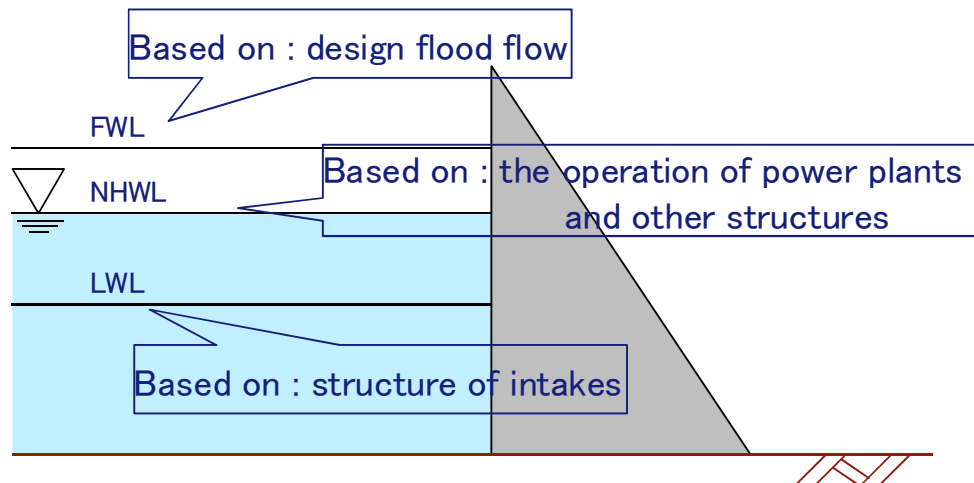 Based on : design flood flow
FWL
Based on : the operation of power plants
and other structures
NHWL
LWL
Based on : structure of intakes